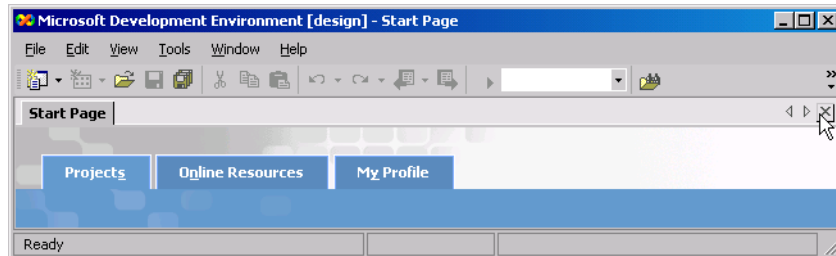 Microsoft Development Environment [design] - Start Page
File Edit View Tools Window Help
Start Page
Projects Online Resources My Profile
Ready